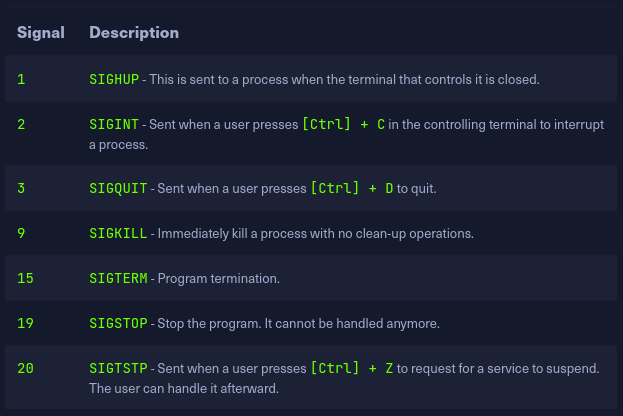 Signal Description
1 SIGHUP - This is sent to a process when the terminal that controls it is closed.
2 SIGINT - Sent when a user presses [Ctrl] + C in the controlling terminal to interrupt
a process.
3 SIGQUIT - Sent when a user presses [Ctrl] + D to quit.
9 SIGKILL - Immediately kill a process with no clean-up operations.
15 SIGTERM - Program termination.
19 SIGSTOP - Stop the program. It cannot be handled anymore.
20 SIGTSTP - Sent when a user presses [Ctrl] + Z to request for a service to suspend.
The user can handle it afterward.